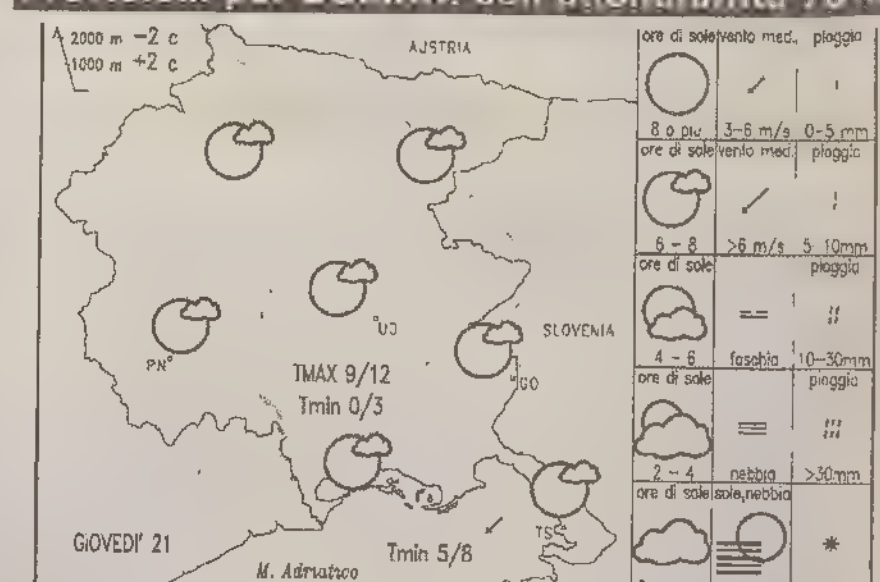 2000 m -2 c
1000 m +2 c
AUSTRIA
SLOVENIA
UD
PN
GO
TMAX 9/12
Tmin 0/3
TS
GIOVEDI' 21
Tmin 5/8
M. Adriatico
ore di sole vento med. pioggia
8 o più 3-6 m/s 0-5 mm
ore di sole vento med. pioggia
6 - 8 >6 m/s 5-10mm
ore di sole pioggia
4 - 6 foschia 10-30mm
ore di sole pioggia
2 - 4 nebbia >30mm
ore di sole sole, nebbia